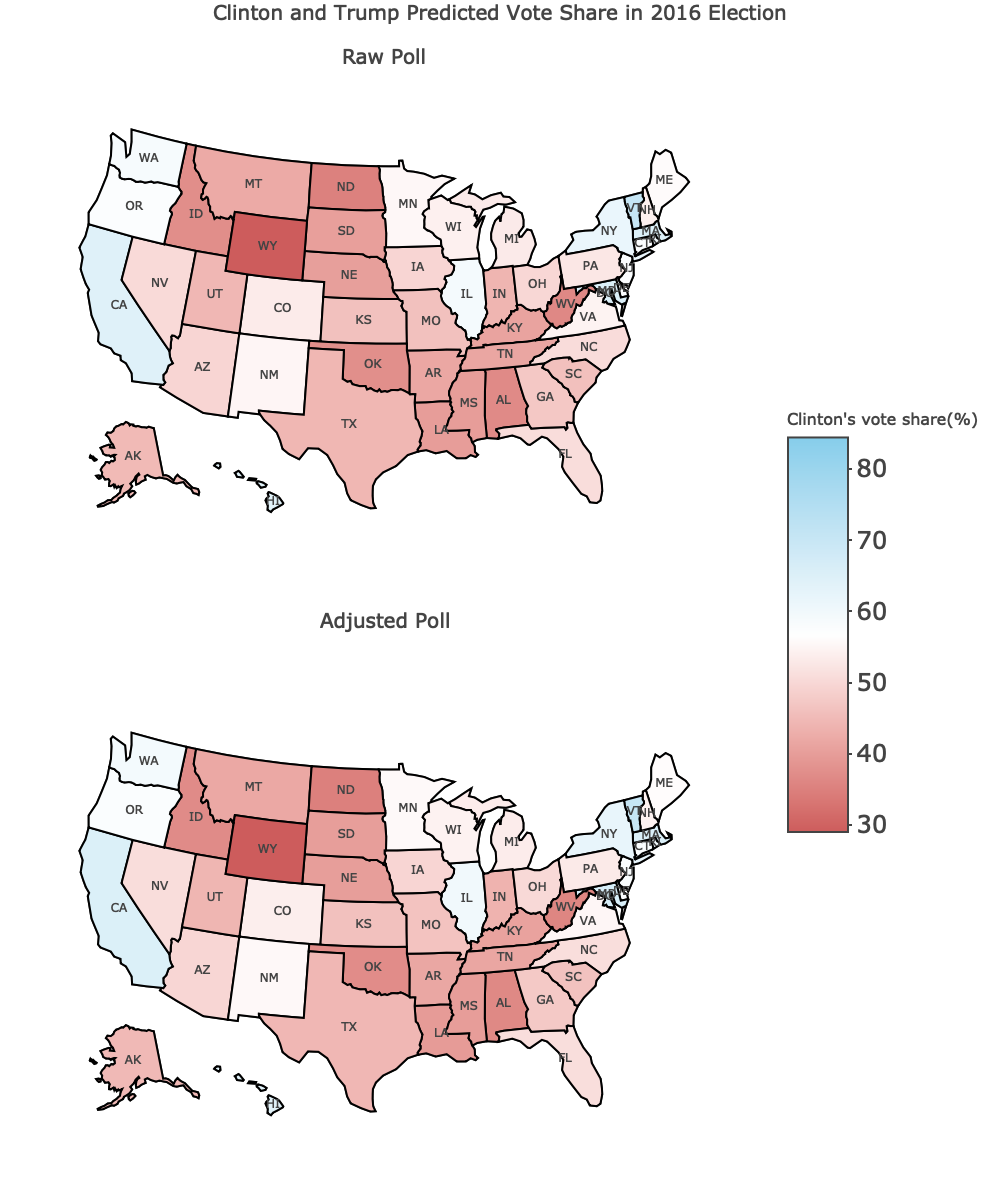 Clinton and Trump Predicted Vote Share in 2016 Election
Raw Poll
WA
OR
CA
NV
ID
MT
WY
UT
AZ
CO
NM
ND
SD
NE
KS
OK
TX
MN
IA
MO
AR
LA
WI
IL
MI
IN
OH
KY
TN
MS
AL
GA
FL
SC
NC
VA
WV
PA
NY
NJ
VT
NH
ME
MA
CT
AK
HI
Clinton's vote share(%)
80
70
60
50
40
30
Adjusted Poll
WA
OR
CA
NV
ID
MT
WY
UT
AZ
CO
NM
ND
SD
NE
KS
OK
TX
MN
IA
MO
AR
LA
WI
IL
MI
IN
OH
KY
TN
MS
AL
GA
FL
SC
NC
VA
WV
PA
NY
NJ
VT
NH
ME
MA
CT
AK
HI